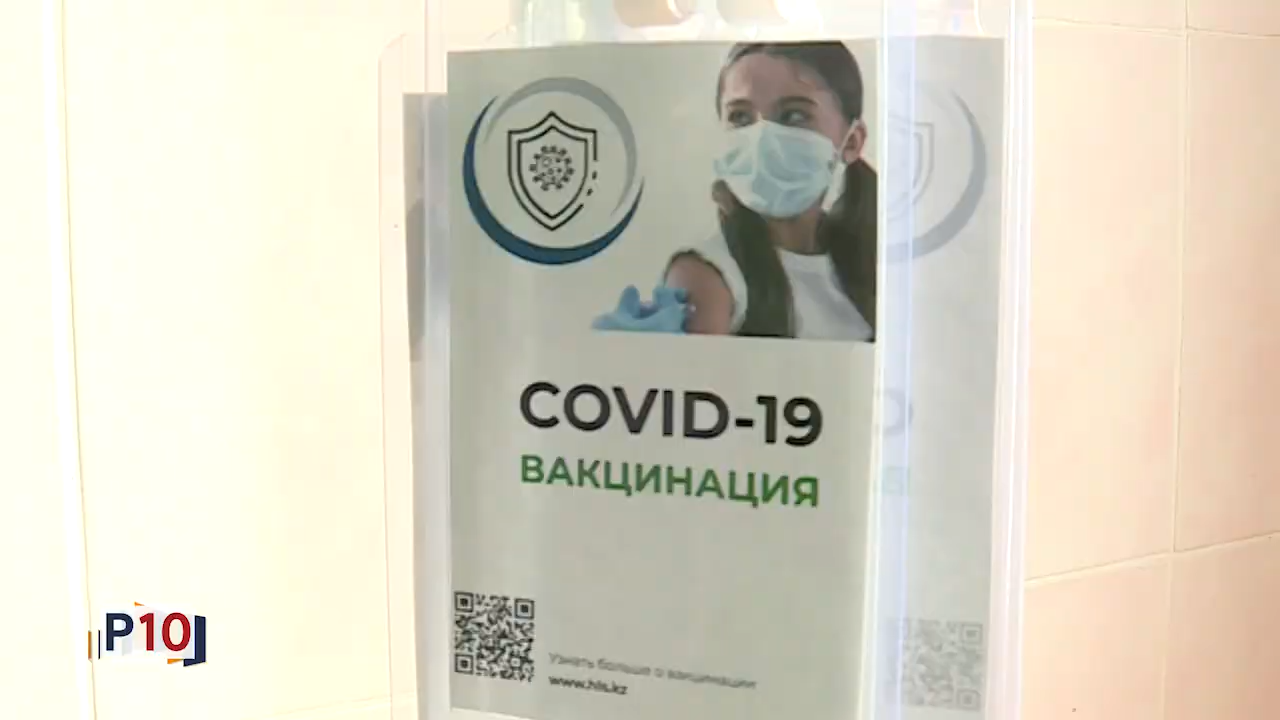 COVID-19
ВАКЦИНАЦИЯ
Узнать больше о вакцинации
www.hls.kz
P10